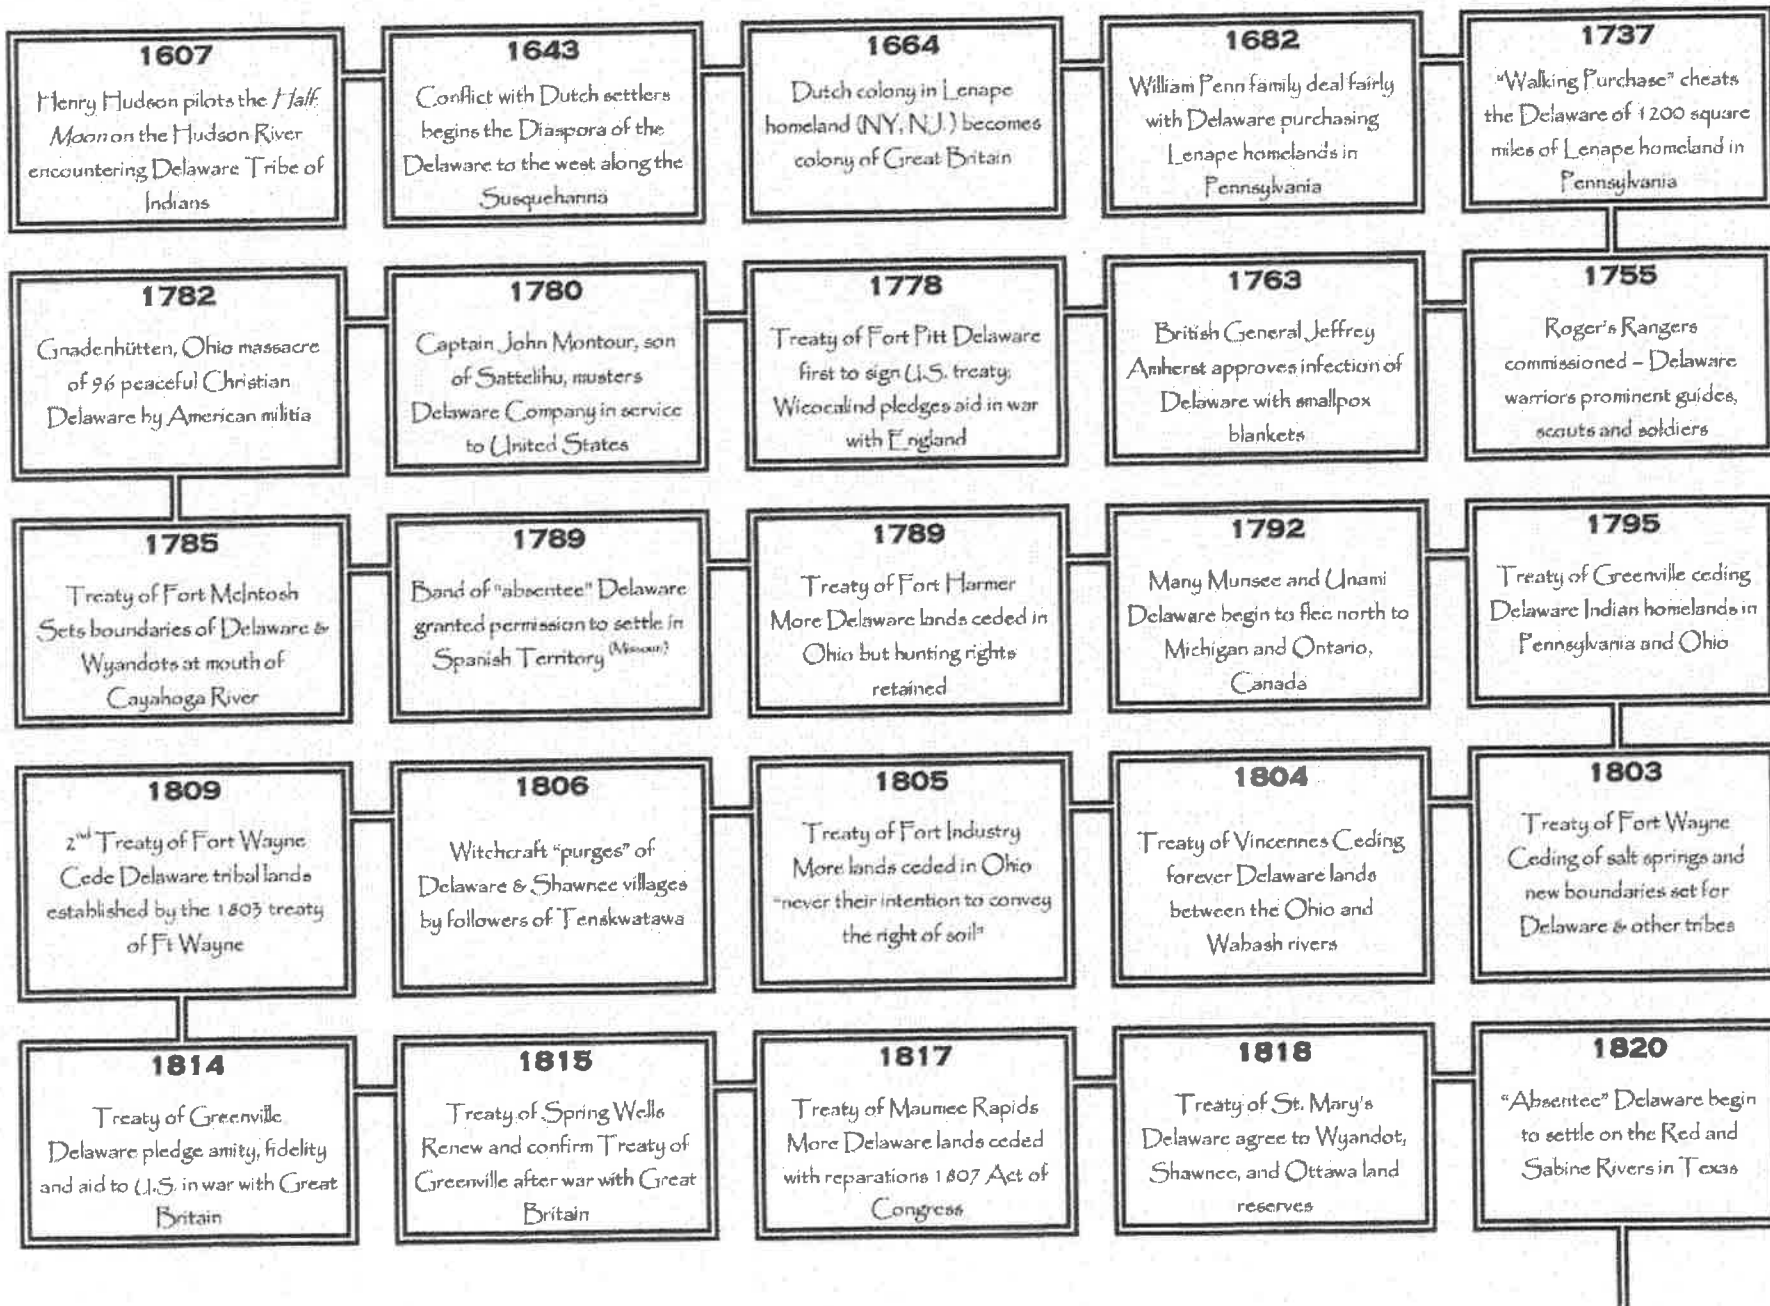 1607
Henry Hudson pilots the Half
Moon on the Hudson River
encountering Delaware Tribe of
Indians
1643
Conflict with Dutch settlers
begins the Diaspora of the
Delaware to the west along the
Susquehanna
1664
Dutch colony in Lenape
homeland (NY, NJ.) becomes
colony of Great Britain
1682
William Penn family deal fairly
with Delaware purchasing
Lenape homelands in
Pennsylvania
1737
"Walking Purchase" cheats
the Delaware of 1200 square
miles of Lenape homeland in
Pennsylvania
1755
Roger's Rangers
commissioned – Delaware
warriors prominent guides,
scouts and soldiers
1763
British General Jeffrey
Amherst approves infection of
Delaware with smallpox
blankets
1778
Treaty of Fort Pitt Delaware
first to sign U.S. treaty;
Wicocalind pledges aid in war
with England
1780
Captain John Montour, son
of Sattelihu, musters
Delaware Company in service
to United States
1782
Gnadenhütten, Ohio massacre
of 96 peaceful Christian
Delaware by American militia
1785
Treaty of Fort McIntosh
Sets boundaries of Delaware &
Wyandots at mouth of
Cayahoga River
1789
Band of "absentee" Delaware
granted permission to settle in
Spanish Territory (Missouri)
1789
Treaty of Fort Harmer
More Delaware lands ceded in
Ohio but hunting rights
retained
1792
Many Munsee and Unami
Delaware begin to flee north to
Michigan and Ontario,
Canada
1795
Treaty of Greenville ceding
Delaware Indian homelands in
Pennsylvania and Ohio
1803
Treaty of Fort Wayne
Ceding of salt springs and
new boundaries set for
Delaware & other tribes
1804
Treaty of Vincennes Ceding
forever Delaware lands
between the Ohio and
Wabash rivers
1805
Treaty of Fort Industry
More lands ceded in Ohio
"never their intention to convey
the right of soil"
1806
Witchcraft "purges" of
Delaware & Shawnee villages
by followers of Tenskwatawa
1809
2nd Treaty of Fort Wayne
Cede Delaware tribal lands
established by the 1803 treaty
of Ft Wayne
1814
Treaty of Greenville
Delaware pledge amity, fidelity
and aid to U.S. in war with Great
Britain
1815
Treaty of Spring Wells
Renew and confirm Treaty of
Greenville after war with Great
Britain
1817
Treaty of Maumee Rapids
More Delaware lands ceded
with reparations 1807 Act of
Congress
1818
Treaty of St. Mary's
Delaware agree to Wyandot,
Shawnee, and Ottawa land
reserves
1820
"Absentee" Delaware begin
to settle on the Red and
Sabine Rivers in Texas